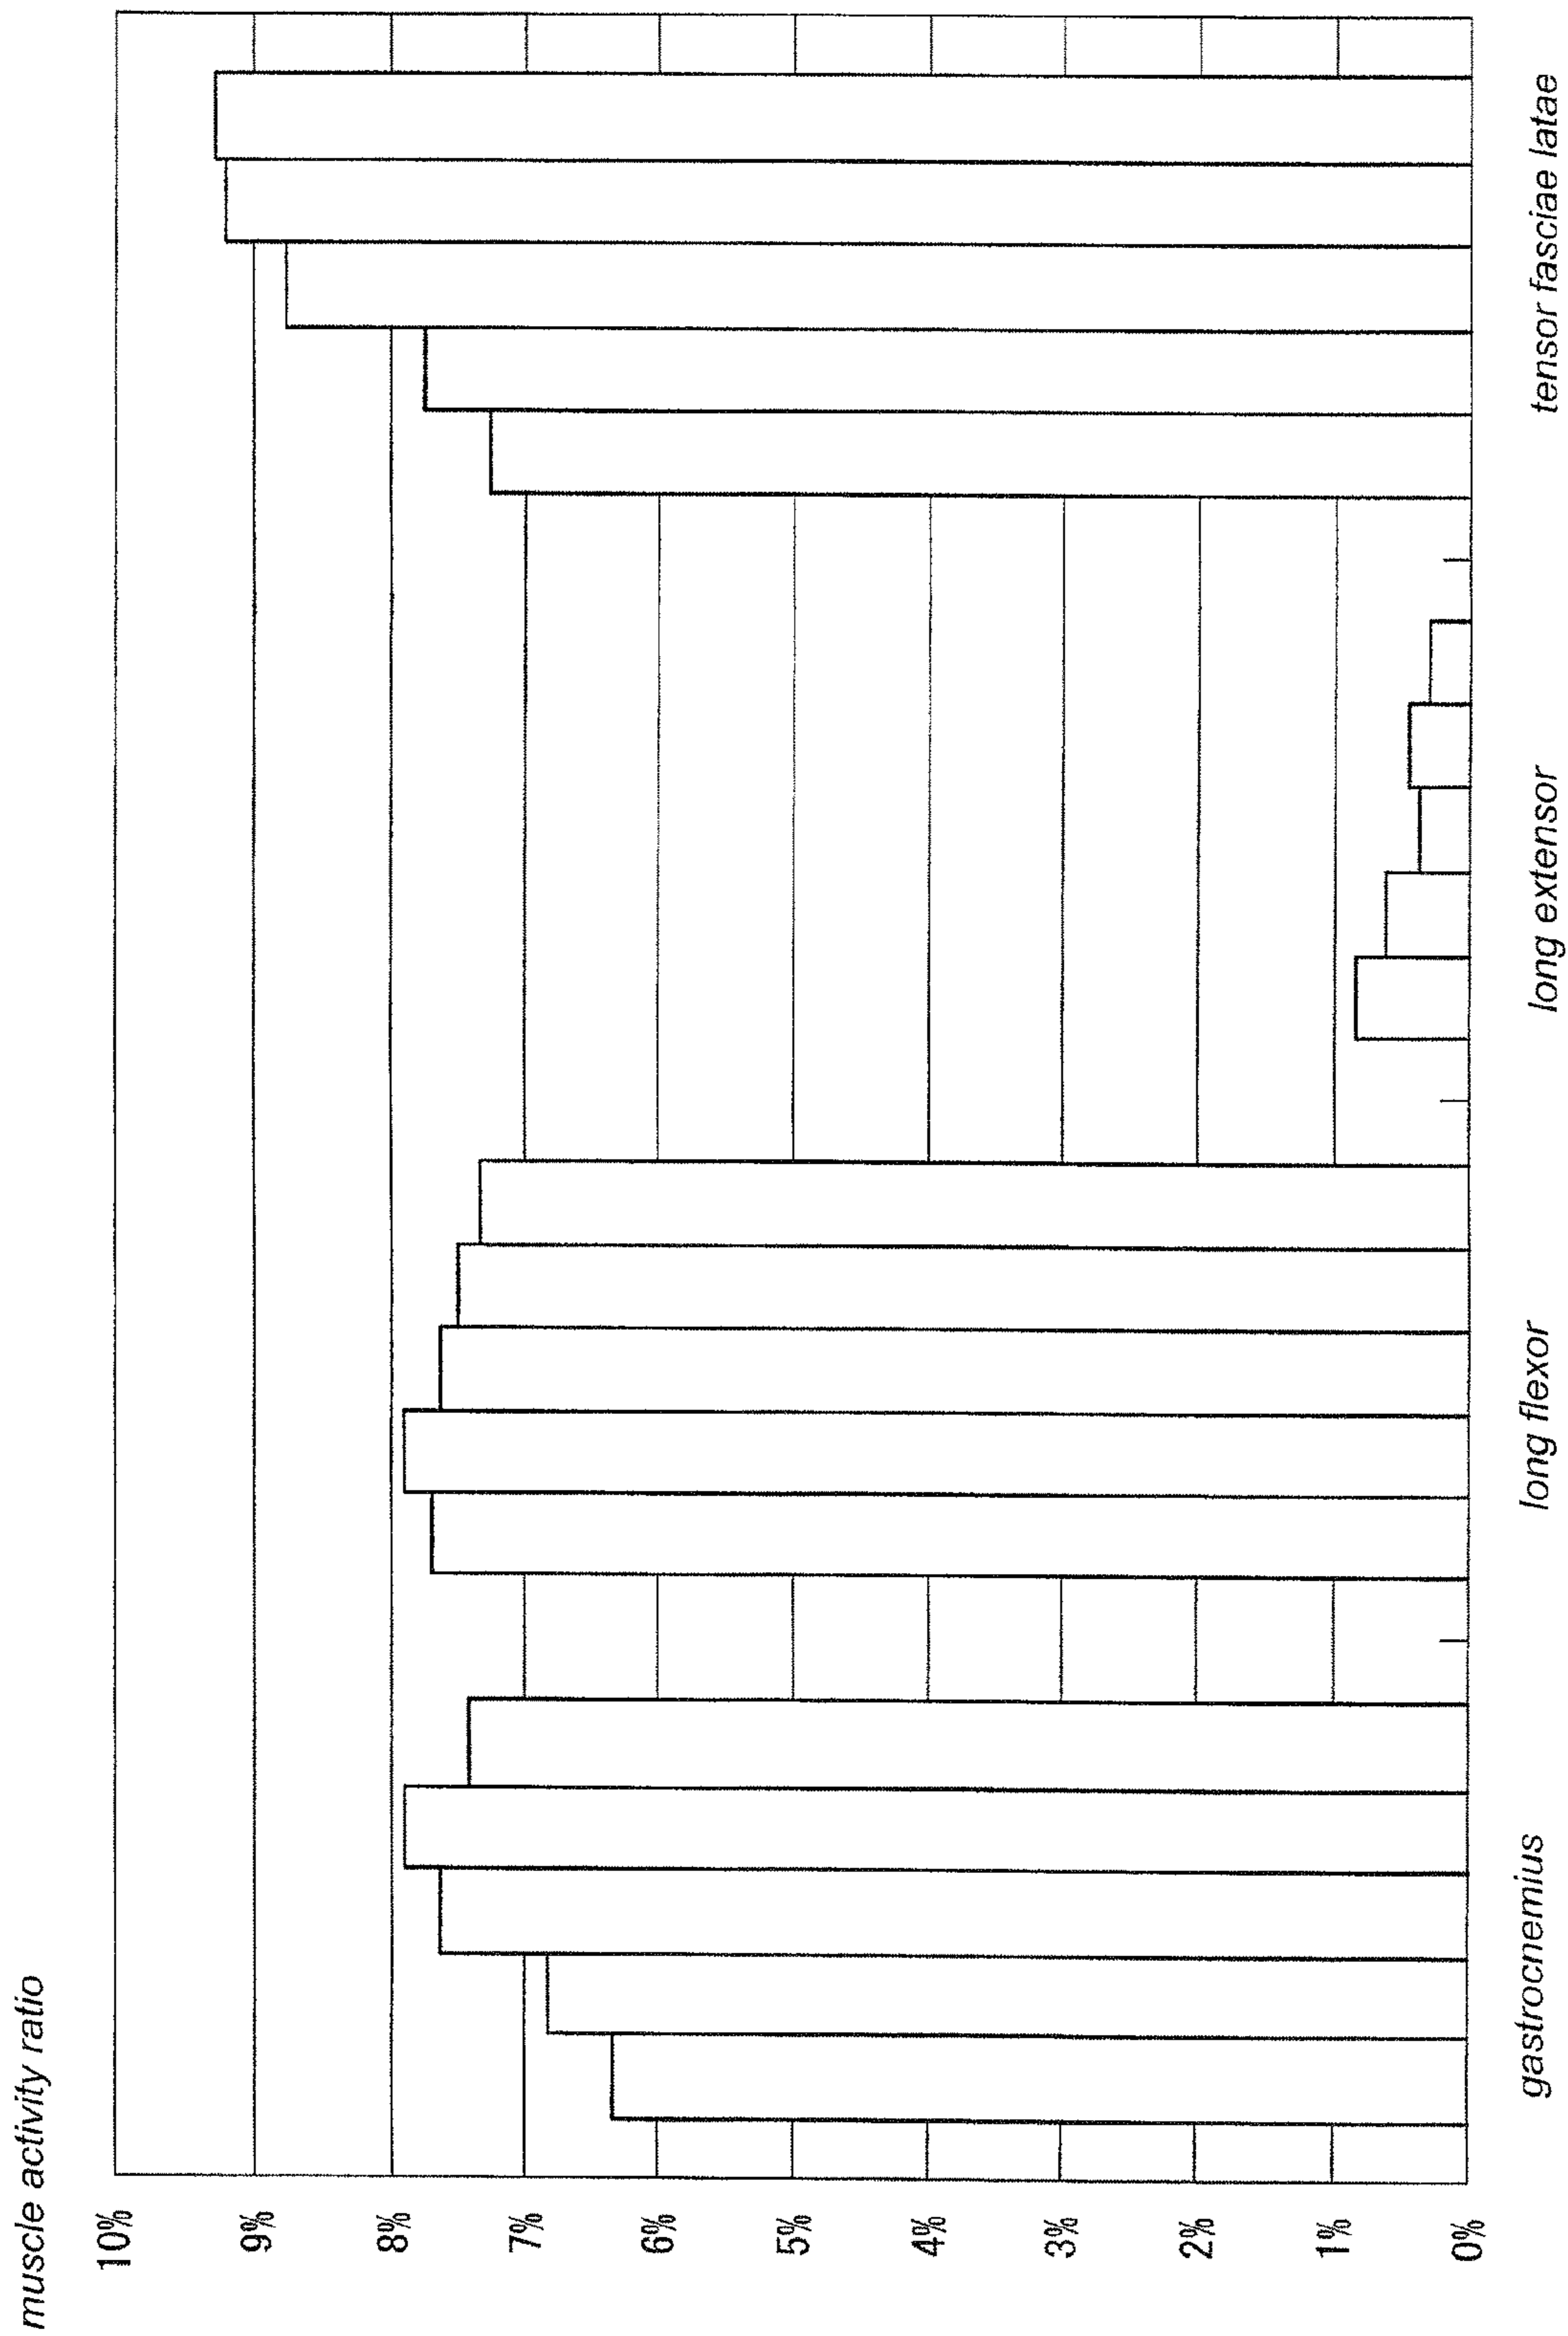 muscle activity ratio
10%
9%
8%
7%
6%
5%
4%
3%
2%
1%
0%
gastrocnemius
long flexor
long extensor
tensor fasciae latae